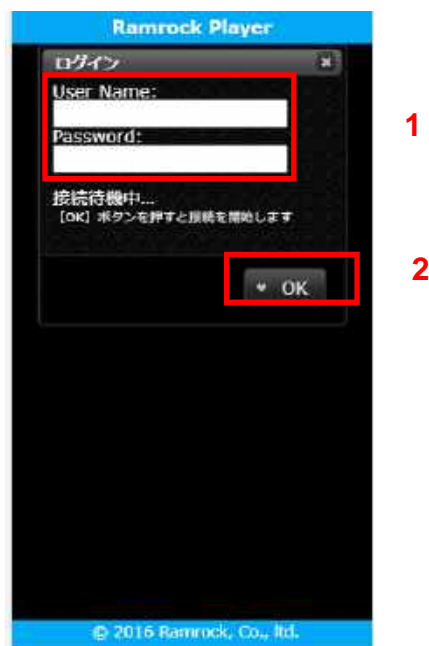 Ramrock Player
ログイン
User Name:
1
Password:
接続待機中...
[OK] ボタンを押すと接続を開始します
2
OK
© 2016 Ramrock, Co., ltd.